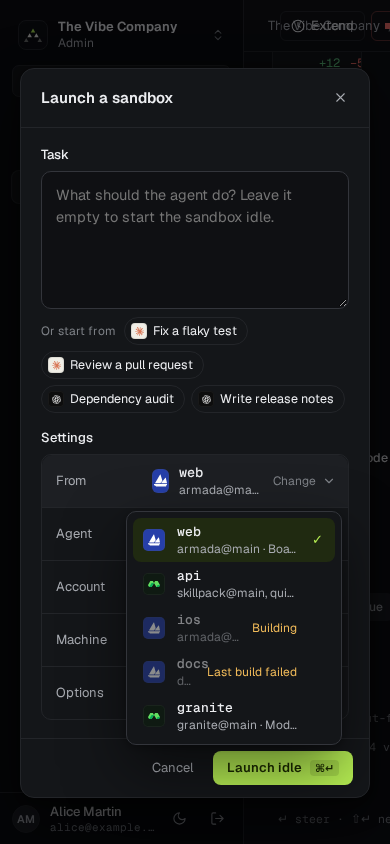 The Vibe Company
Admin
The Vibe Company
Extend
+12 −5
Launch a sandbox
Task
What should the agent do? Leave it
empty to start the sandbox idle.
Or start from
Fix a flaky test
Review a pull request
Dependency audit
Write release notes
Settings
From
web
armada@ma…
Change
Agent
Account
Machine
Options
web
armada@main · Boa…
✓
api
skillpack@main, qui…
ios
armada@…
Building
docs
d…
Last build failed
granite
granite@main · Mod…
Cancel
Launch idle ⌘↵
AM
Alice Martin
alice@example.…
↵ steer · ⇧↵ ne